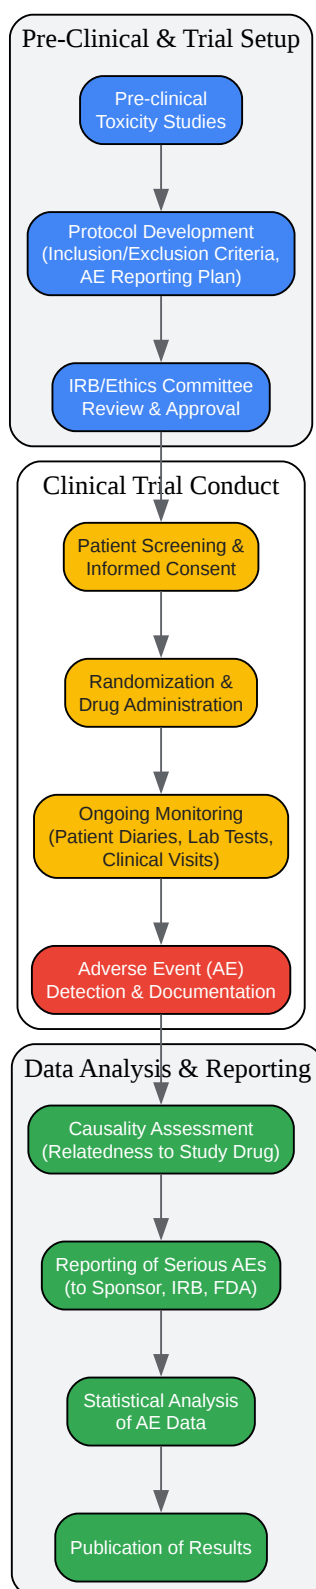 Pre-Clinical & Trial Setup
Pre-clinical
Toxicity Studies
Protocol Development
(Inclusion/Exclusion Criteria,
AE Reporting Plan)
IRB/Ethics Committee
Review & Approval
Clinical Trial Conduct
Patient Screening &
Informed Consent
Randomization &
Drug Administration
Ongoing Monitoring
(Patient Diaries, Lab Tests,
Clinical Visits)
Adverse Event (AE)
Detection & Documentation
Data Analysis & Reporting
Causality Assessment
(Relatedness to Study Drug)
Reporting of Serious AEs
(to Sponsor, IRB, FDA)
Statistical Analysis
of AE Data
Publication of Results